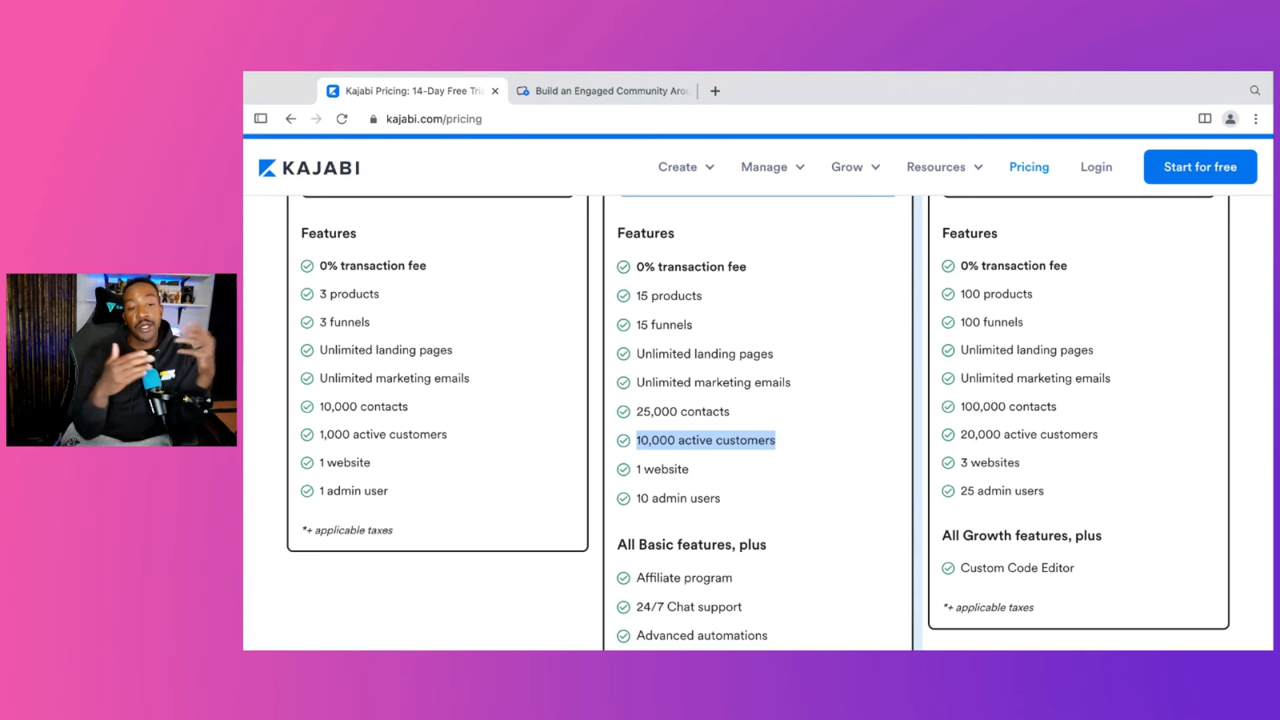 Kajabi Pricing: 14-Day Free Tria
Build an Engaged Community Arou
kajabi.com/pricing
KAJABI
Create
Manage
Grow
Resources
Pricing
Login
Start for free
Features
0% transaction fee
3 products
3 funnels
Unlimited landing pages
Unlimited marketing emails
10,000 contacts
1,000 active customers
1 website
1 admin user
*+ applicable taxes
Features
0% transaction fee
15 products
15 funnels
Unlimited landing pages
Unlimited marketing emails
25,000 contacts
10,000 active customers
1 website
10 admin users
All Basic features, plus
Affiliate program
24/7 Chat support
Advanced automations
Features
0% transaction fee
100 products
100 funnels
Unlimited landing pages
Unlimited marketing emails
100,000 contacts
20,000 active customers
3 websites
25 admin users
All Growth features, plus
Custom Code Editor
*+ applicable taxes